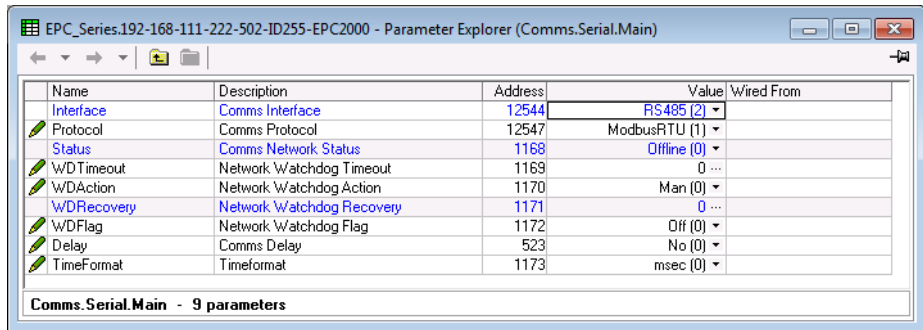 EPC_Series.192-168-111-222-502-ID255-EPC2000 - Parameter Explorer (Comms.Serial.Main)
Name Description Address Value Wired From
Interface Comms Interface 12544 RS485 (2)
Protocol Comms Protocol 12547 ModbusRTU (1)
Status Comms Network Status 1168 Offline (0)
WDTimeout Network Watchdog Timeout 1169 0 ...
WDAction Network Watchdog Action 1170 Man (0)
WDRecovery Network Watchdog Recovery 1171 0 ...
WDFlag Network Watchdog Flag 1172 Off (0)
Delay Comms Delay 523 No (0)
TimeFormat Timeformat 1173 msec (0)
Comms.Serial.Main - 9 parameters